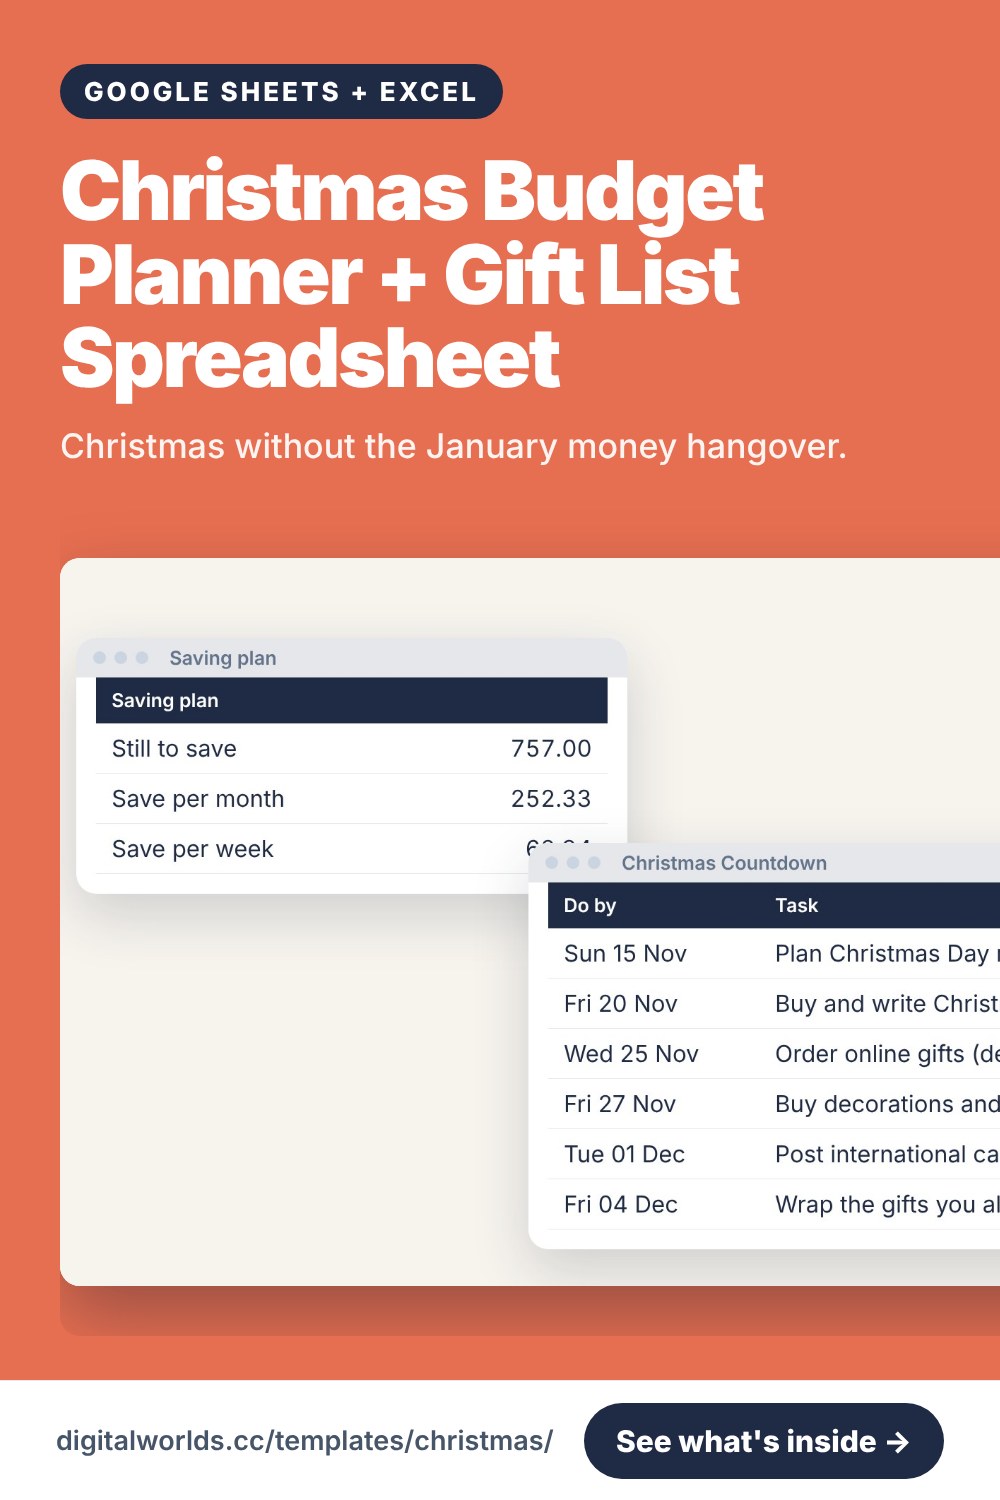 GOOGLE SHEETS + EXCEL
Christmas Budget
Planner + Gift List
Spreadsheet
Christmas without the January money hangover.
Saving plan
Saving plan
Still to save 757.00
Save per month 252.33
Save per week
Christmas Countdown
Do by Task
Sun 15 Nov Plan Christmas Day
Fri 20 Nov Buy and write
Wed 25 Nov Order online gifts
Fri 27 Nov Buy decorations and
Tue 01 Dec Post international
Fri 04 Dec Wrap the gifts you
digitalworlds.cc/templates/christmas/
See what's inside →